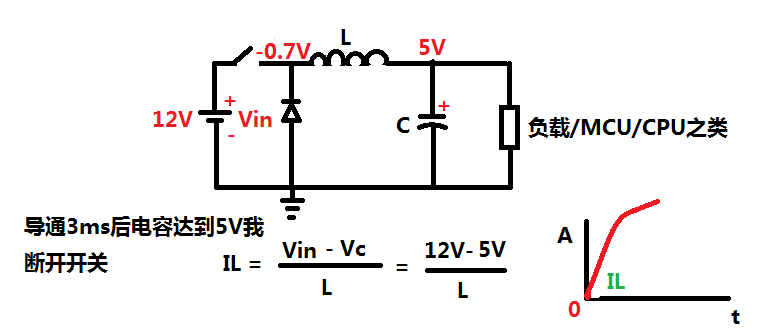 L
-0.7V
5V
+
12V
Vin
-
C
+
负载/MCU/CPU之类
导通3ms后电容达到5V我
断开开关
IL = Vin - Vc / L = 12V- 5V / L
A
IL
0
t